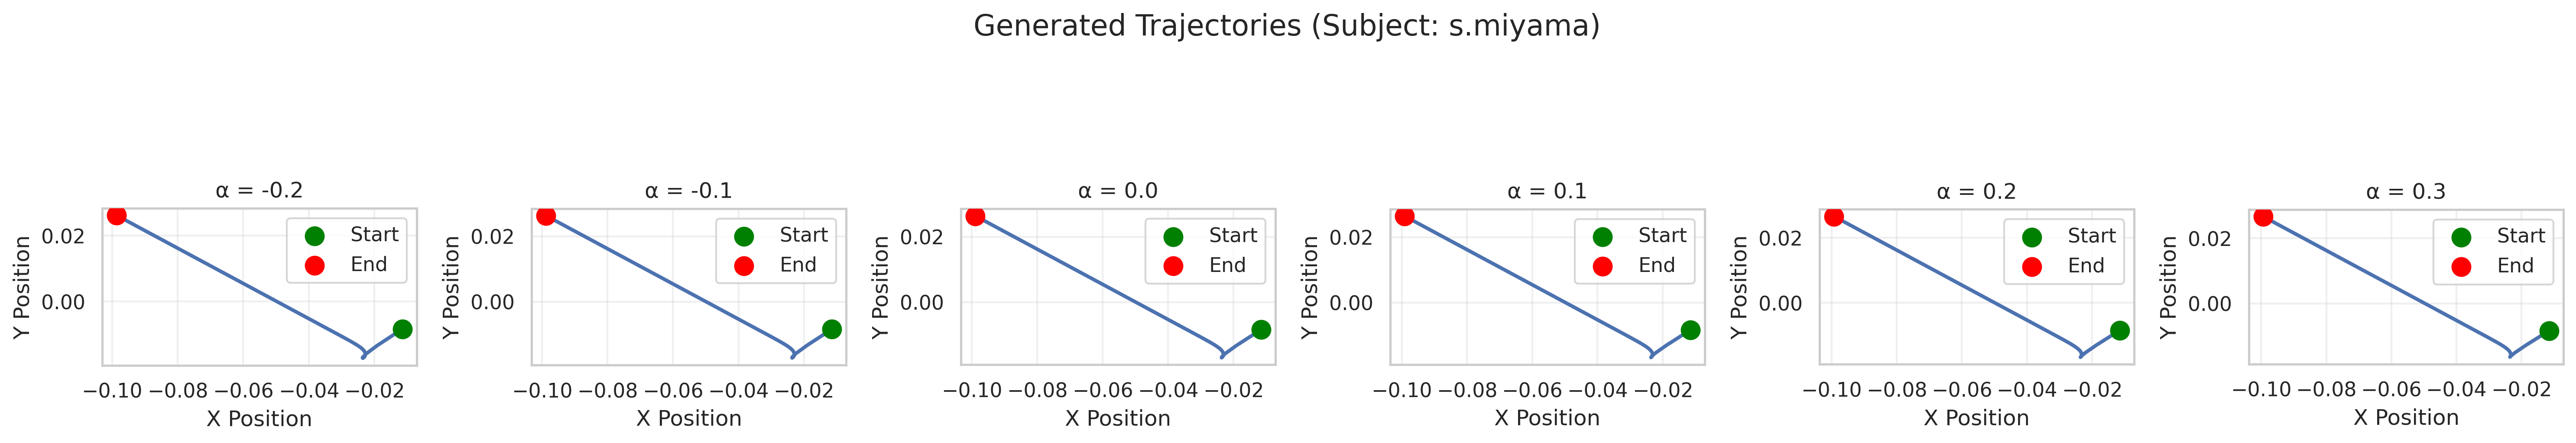 Generated Trajectories (Subject: s.miyama)
α = -0.2
Start
End
0.02
0.00
Y Position
−0.10 −0.08 −0.06 −0.04 −0.02
X Position
α = -0.1
Start
End
0.02
0.00
Y Position
−0.10 −0.08 −0.06 −0.04 −0.02
X Position
α = 0.0
Start
End
0.02
0.00
Y Position
−0.10 −0.08 −0.06 −0.04 −0.02
X Position
α = 0.1
Start
End
0.02
0.00
Y Position
−0.10 −0.08 −0.06 −0.04 −0.02
X Position
α = 0.2
Start
End
0.02
0.00
Y Position
−0.10 −0.08 −0.06 −0.04 −0.02
X Position
α = 0.3
Start
End
0.02
0.00
Y Position
−0.10 −0.08 −0.06 −0.04 −0.02
X Position